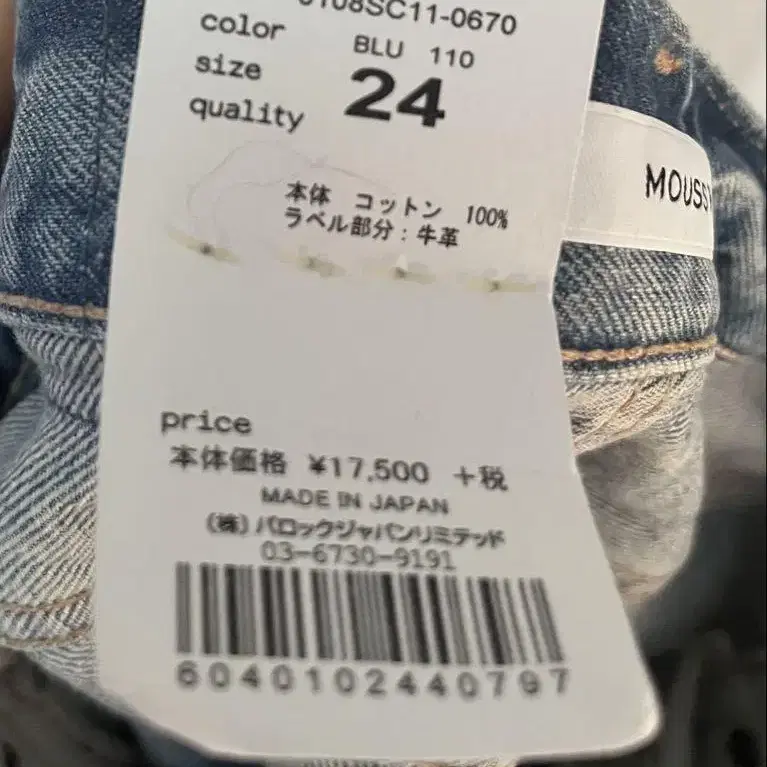 0108SC11-0670
color BLU 110
size 24
quality
本体 コットン 100%
ラベル部分：牛革
MOUSSY
price
本体価格 ¥17,500 +税
MADE IN JAPAN
(株)バロックジャパンリミテッド
03-6730-9191
6040102440797